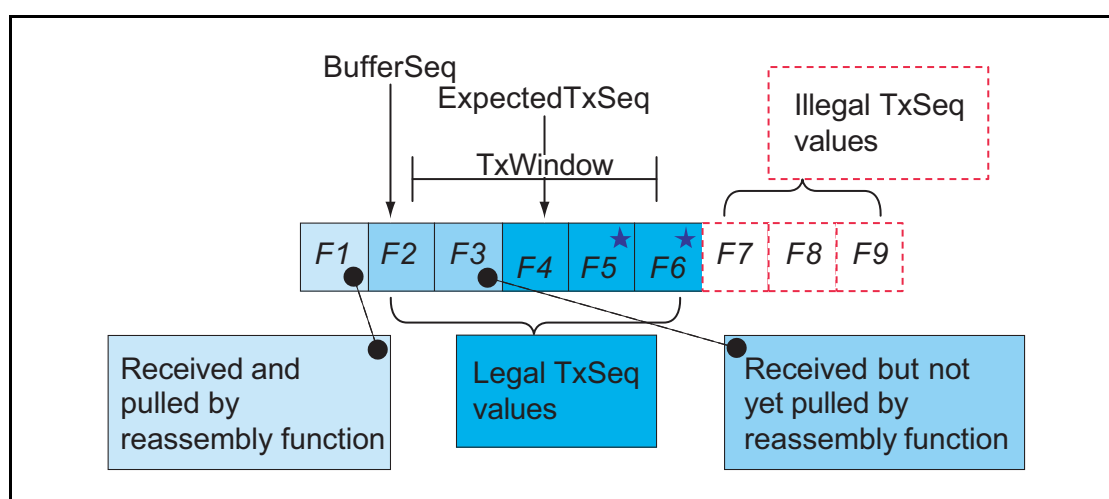 BufferSeq
ExpectedTxSeq
TxWindow
Illegal TxSeq
values
F1 F2 F3 F4 F5 F6 F7 F8 F9
Received and
pulled by
reassembly function
Legal TxSeq
values
Received but not
yet pulled by
reassembly function